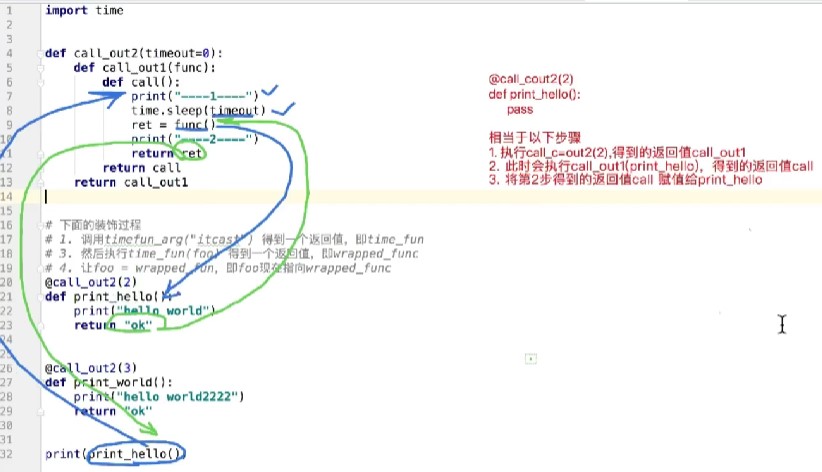 1 import time
2
3
4 def call_out2(timeout=0):
5 def call_out1(func):
6 def call():
7 print("----1----")
8 time.sleep(timeout)
9 ret = func()
10 print("----2----")
11 return ret
12 return call
13 return call_out1
14
15
16 # 下面的装饰过程
17 # 1. 调用timefun_arg("itcast") 得到一个返回值, 即time_fun
18 # 3. 然后执行time_fun(foo) 得到一个返回值, 即wrapped_func
19 # 4. 让foo = wrapped_fun, 即foo现在指向wrapped_func
20 @call_out2(2)
21 def print_hello():
22 print("hello world")
23 return "ok"
24
25
26 @call_out2(3)
27 def print_world():
28 print("hello world2222")
29 return "ok"
30
31
32 print(print_hello())
@call_cout2(2)
def print_hello():
pass
相当于以下步骤
1. 执行call_c=out2(2),得到的返回值call_out1
2. 此时会执行call_out1(print_hello), 得到的返回值call
3. 将第2步得到的返回值call 赋值给print_hello